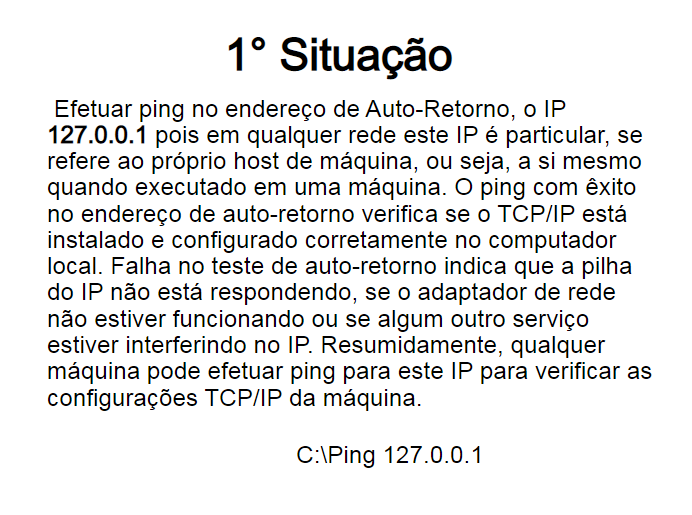 1° Situação
Efetuar ping no endereço de Auto-Retorno, o IP
127.0.0.1 pois em qualquer rede este IP é particular, se
refere ao próprio host de máquina, ou seja, a si mesmo
quando executado em uma máquina. O ping com êxito
no endereço de auto-retorno verifica se o TCP/IP está
instalado e configurado corretamente no computador
local. Falha no teste de auto-retorno indica que a pilha
do IP não está respondendo, se o adaptador de rede
não estiver funcionando ou se algum outro serviço
estiver interferindo no IP. Resumidamente, qualquer
máquina pode efetuar ping para este IP para verificar as
configurações TCP/IP da máquina.
C:\Ping 127.0.0.1